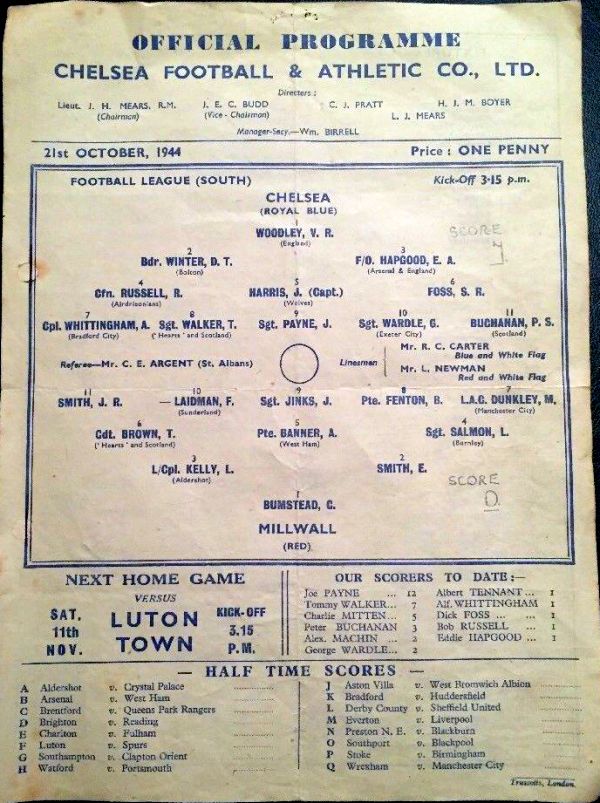 OFFICIAL PROGRAMME
CHELSEA FOOTBALL & ATHLETIC CO., LTD.
Directors:
Lieut. J. H. MEARS, R.M. J. E. C. BUDD C. J. PRATT H. J. M. BOYER
(Chairman) (Vice - Chairman) L. J. MEARS
Manager-Secy.—Wm. BIRRELL
21st OCTOBER, 1944 Price : ONE PENNY
FOOTBALL LEAGUE (SOUTH) Kick-Off 3·15 p.m.
CHELSEA
(ROYAL BLUE)
1
WOODLEY, V. R.
(England)
SCORE
2 3
Bdr. WINTER, D. T. F/O. HAPGOOD, E. A.
(Bolton) (Arsenal & England)
4 5 6
Cfn. RUSSELL, R. HARRIS, J. (Capt.) FOSS, S. R.
(Airdrieonians) (Wolves)
7 8 9 10 11
Cpl. WHITTINGHAM, A. Sgt. WALKER, T. Sgt. PAYNE, J. Sgt. WARDLE, G. BUCHANAN, P. S.
(Bradford City) ('Hearts' and Scotland) (Exeter City) (Scotland)
Referee—Mr. C. E. ARGENT (St. Albans) Linesmen
Mr. R. C. CARTER
Blue and White Flag
Mr. L. NEWMAN
Red and White Flag
11 10 9 8 7
SMITH, J. R. — LAIDMAN, F. Sgt. JINKS, J. Pte. FENTON, B. L.A.C. DUNKLEY, M.
(Sunderland) (Manchester City)
6 5 4
Cdt. BROWN, T. Pte. BANNER, A. Sgt. SALMON, L.
('Hearts' and Scotland) (West Ham) (Burnley)
3 2
L/Cpl. KELLY, L. SMITH, E.
(Aldershot)
SCORE
1
BUMSTEAD, C.
MILLWALL
(RED)
NEXT HOME GAME
VERSUS
SAT. 11th NOV.
LUTON TOWN
KICK-OFF 3.15 P.M.
OUR SCORERS TO DATE :—
Joe PAYNE ... 12 Albert TENNANT... 1
Tommy WALKER... 7 Alf. WHITTINGHAM 1
Charlie MITTEN... 5 Dick FOSS ... ... 1
Peter BUCHANAN 3 Bob RUSSELL ... 1
Alex. MACHIN ... 2 Eddie HAPGOOD ... 1
George WARDLE... 2
— HALF TIME SCORES —
A Aldershot v. Crystal Palace
B Arsenal v. West Ham
C Brentford v. Queens Park Rangers
D Brighton v. Reading
E Charlton v. Fulham
F Luton v. Spurs
G Southampton v. Clapton Orient
H Watford v. Portsmouth
J Aston Villa v. West Bromwich Albion
K Bradford v. Huddersfield
L Derby County v. Sheffield United
M Everton v. Liverpool
N Preston N. E. v. Blackburn
O Southport v. Blackpool
P Stoke v. Birmingham
Q Wrexham v. Manchester City
Truscotts, London.